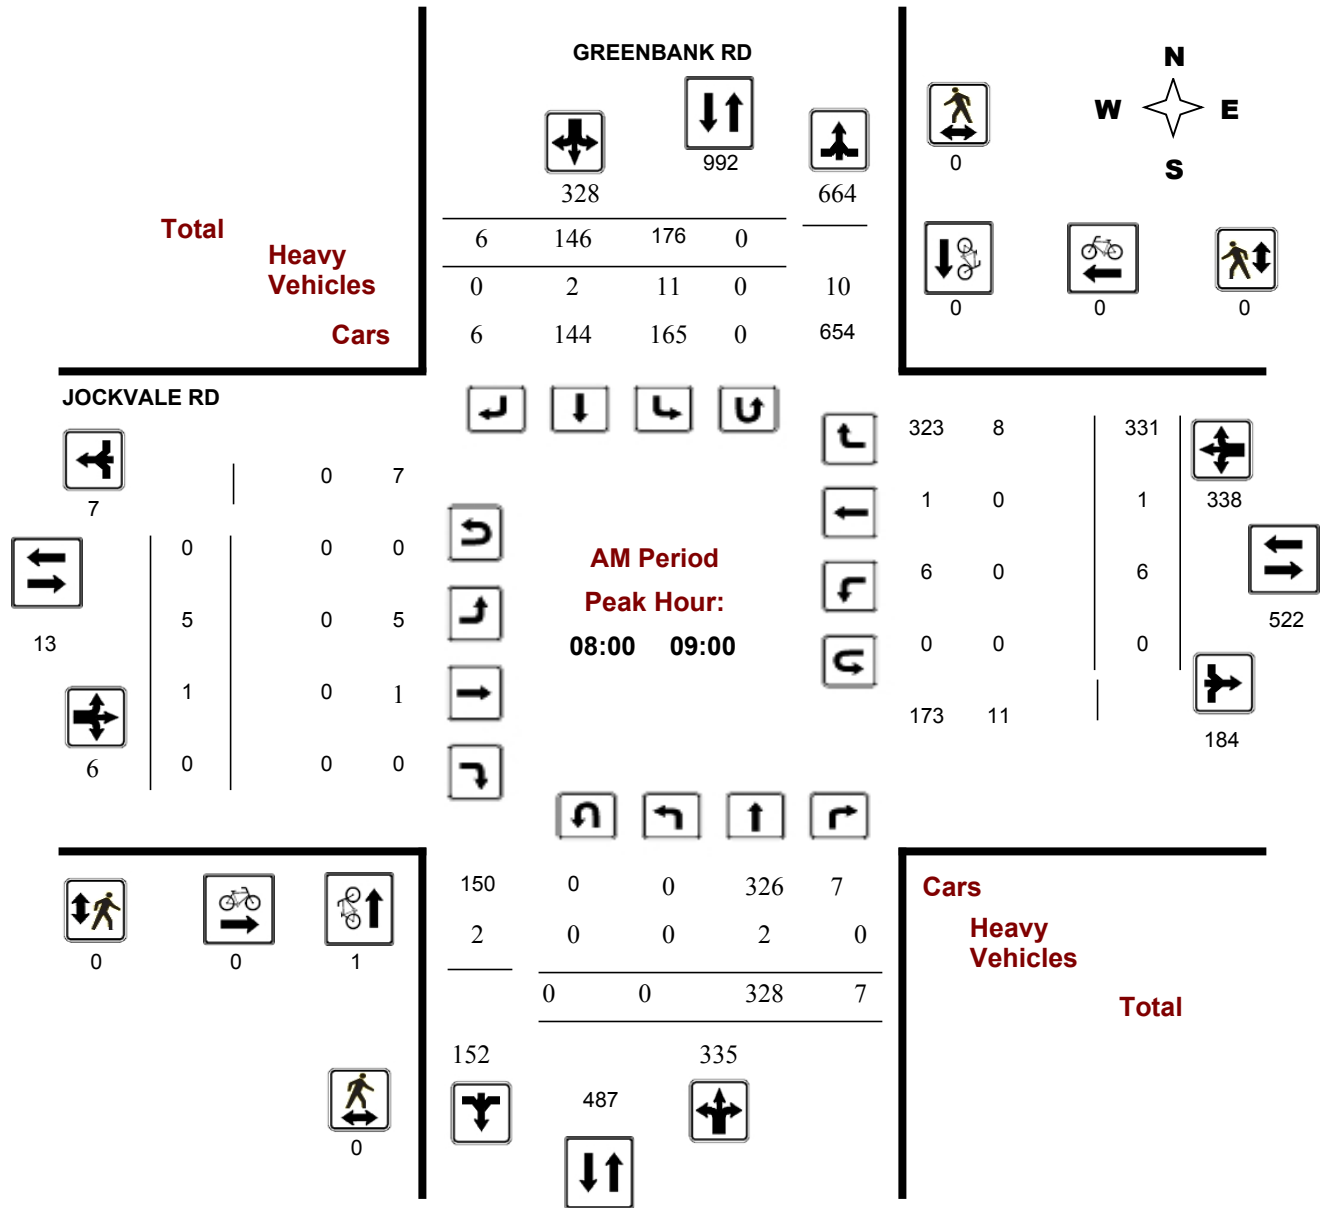 GREENBANK RD
N
W E
S
992
0
328
664
Total
6 146 176 0
Heavy
Vehicles
0 2 11 0 10
0 0 0
Cars
6 144 165 0 654
JOCKVALE RD
323 8 331
0 7
7
1 0 1 338
0 0 0
AM Period
6 0 6
Peak Hour:
5 0 5
522
13
08:00 09:00
0 0 0
1 0 1
173 11
184
6
0 0 0
150 0 0 326 7
Cars
2 0 0 2 0
Heavy
Vehicles
0 0 1
0 0 328 7
Total
152 335
487
0